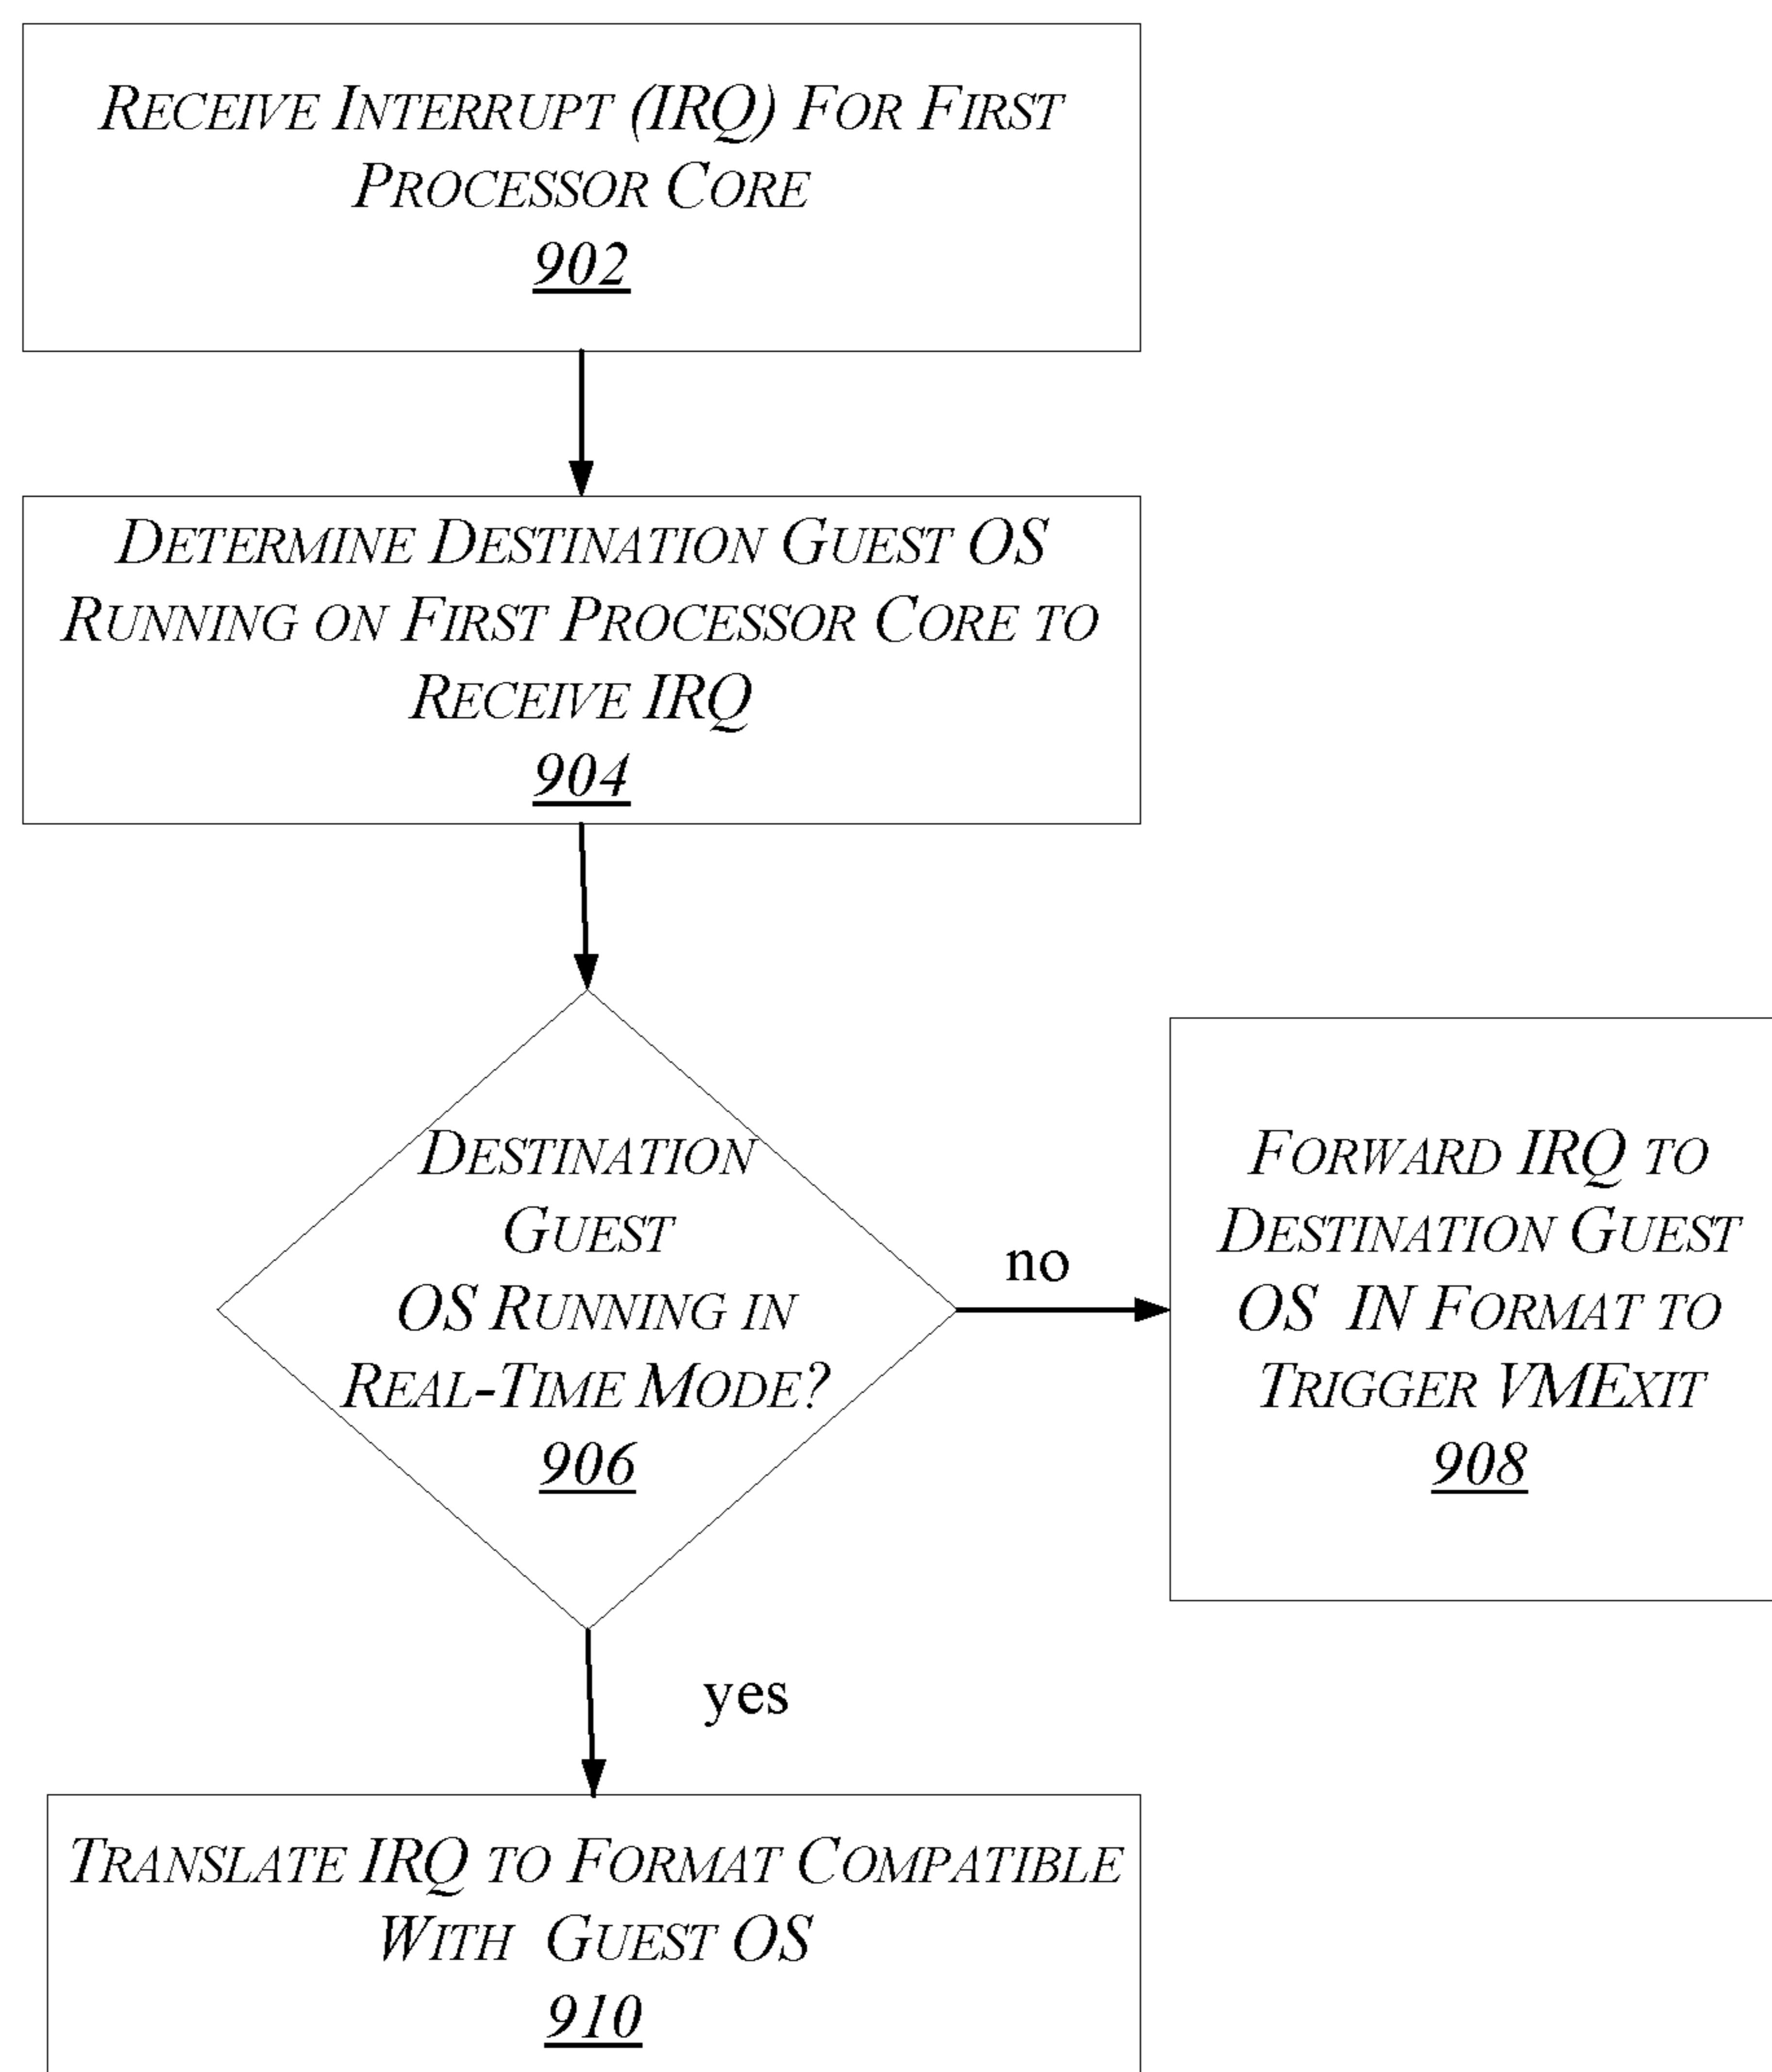 RECEIVE INTERRUPT (IRQ) FOR FIRST
PROCESSOR CORE
902
DETERMINE DESTINATION GUEST OS
RUNNING ON FIRST PROCESSOR CORE TO
RECEIVE IRQ
904
DESTINATION
GUEST
OS RUNNING IN
REAL-TIME MODE?
906
no
FORWARD IRQ TO
DESTINATION GUEST
OS IN FORMAT TO
TRIGGER VMEXIT
908
yes
TRANSLATE IRQ TO FORMAT COMPATIBLE
WITH GUEST OS
910